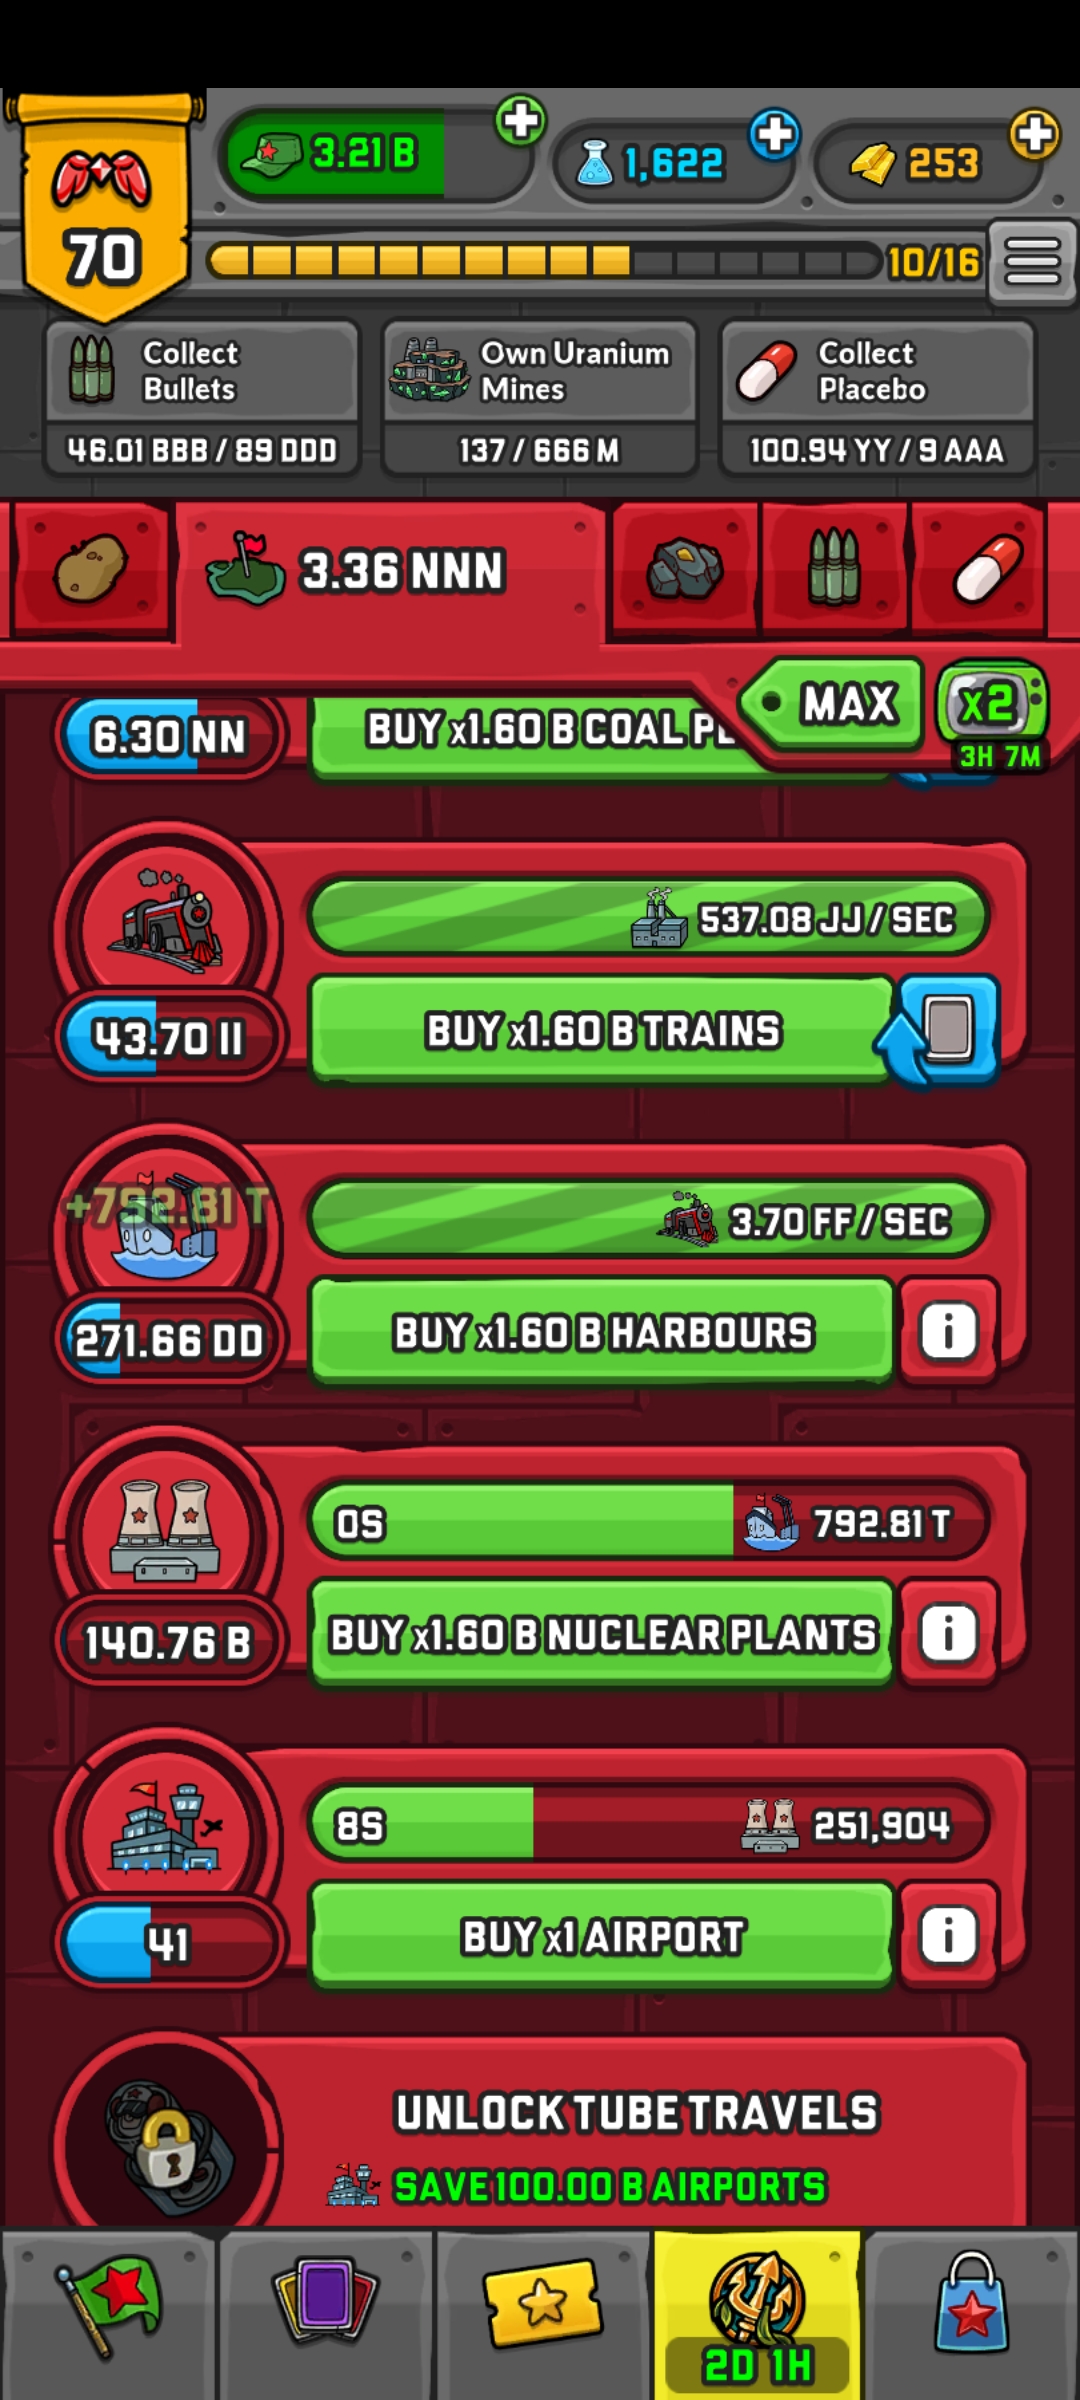 3.21 B
1,622
253
70
10/16
Collect
Bullets
46.01 BBB / 89 DDD
Own Uranium
Mines
137 / 666 M
Collect
Placebo
100.94 YY / 9 AAA
3.36 NNN
MAX
x2
3H 7M
6.30 NN
BUY x1.60 B COAL
537.08 JJ / SEC
43.70 II
BUY x1.60 B TRAINS
+792.81 T
3.70 FF / SEC
271.66 DD
BUY x1.60 B HARBOURS
i
0S
792.81 T
140.76 B
BUY x1.60 B NUCLEAR PLANTS
i
8S
251,904
41
BUY x1 AIRPORT
i
UNLOCK TUBE TRAVELS
SAVE 100.00 B AIRPORTS
2D 1H